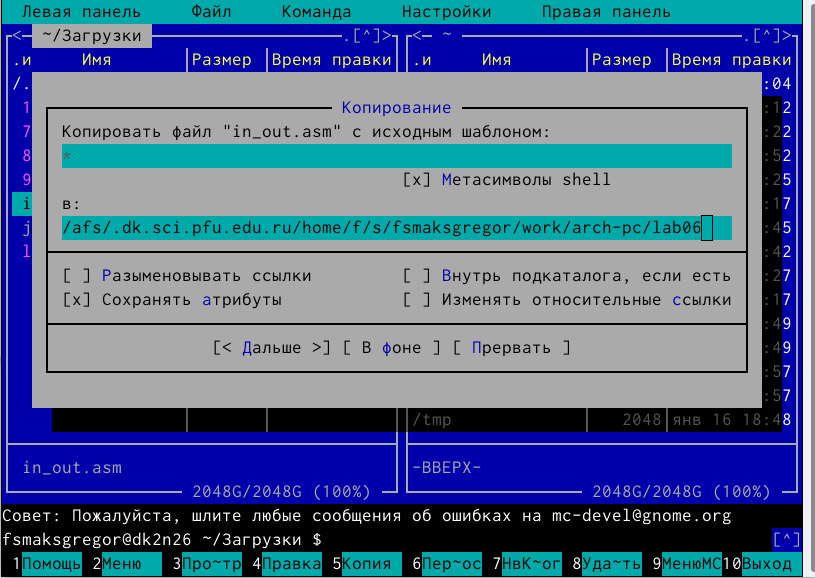 Левая панель Файл Команда Настройки Правая панель
<- ~/Загрузки .[^]> <- ~ .[^]>
.и Имя Размер Время правки .и Имя Размер Время правки
/. :04
Копирование
1 :12
Копировать файл "in_out.asm" с исходным шаблоном:
7 :22
8 * :52
9 [x] Метасимволы shell :25
i в: :17
j /afs/.dk.sci.pfu.edu.ru/home/f/s/fsmaksgregor/work/arch-pc/lab06 :45
l :02
[ ] Разыменовывать ссылки [ ] Внутрь подкаталога, если есть :27
[x] Сохранять атрибуты [ ] Изменять относительные ссылки :17
:49
[< Дальше >] [ В фоне ] [ Прервать ] :49
:57
:57
/tmp 2048 янв 16 18:48
in_out.asm -ВВЕРХ-
2048G/2048G (100%) 2048G/2048G (100%)
Совет: Пожалуйста, шлите любые сообщения об ошибках на mc-devel@gnome.org
fsmaksgregor@dk2n26 ~/Загрузки $ [^]
1Помощь 2Меню 3Про~тр 4Правка 5Копия 6Пер~ос 7НвК~ог 8Уда~ть 9МенюMC 10Выход